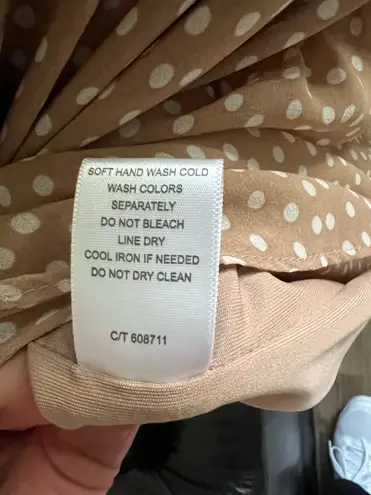 SOFT HAND WASH COLD
WASH COLORS
SEPARATELY
DO NOT BLEACH
LINE DRY
COOL IRON IF NEEDED
DO NOT DRY CLEAN
C/T 608711